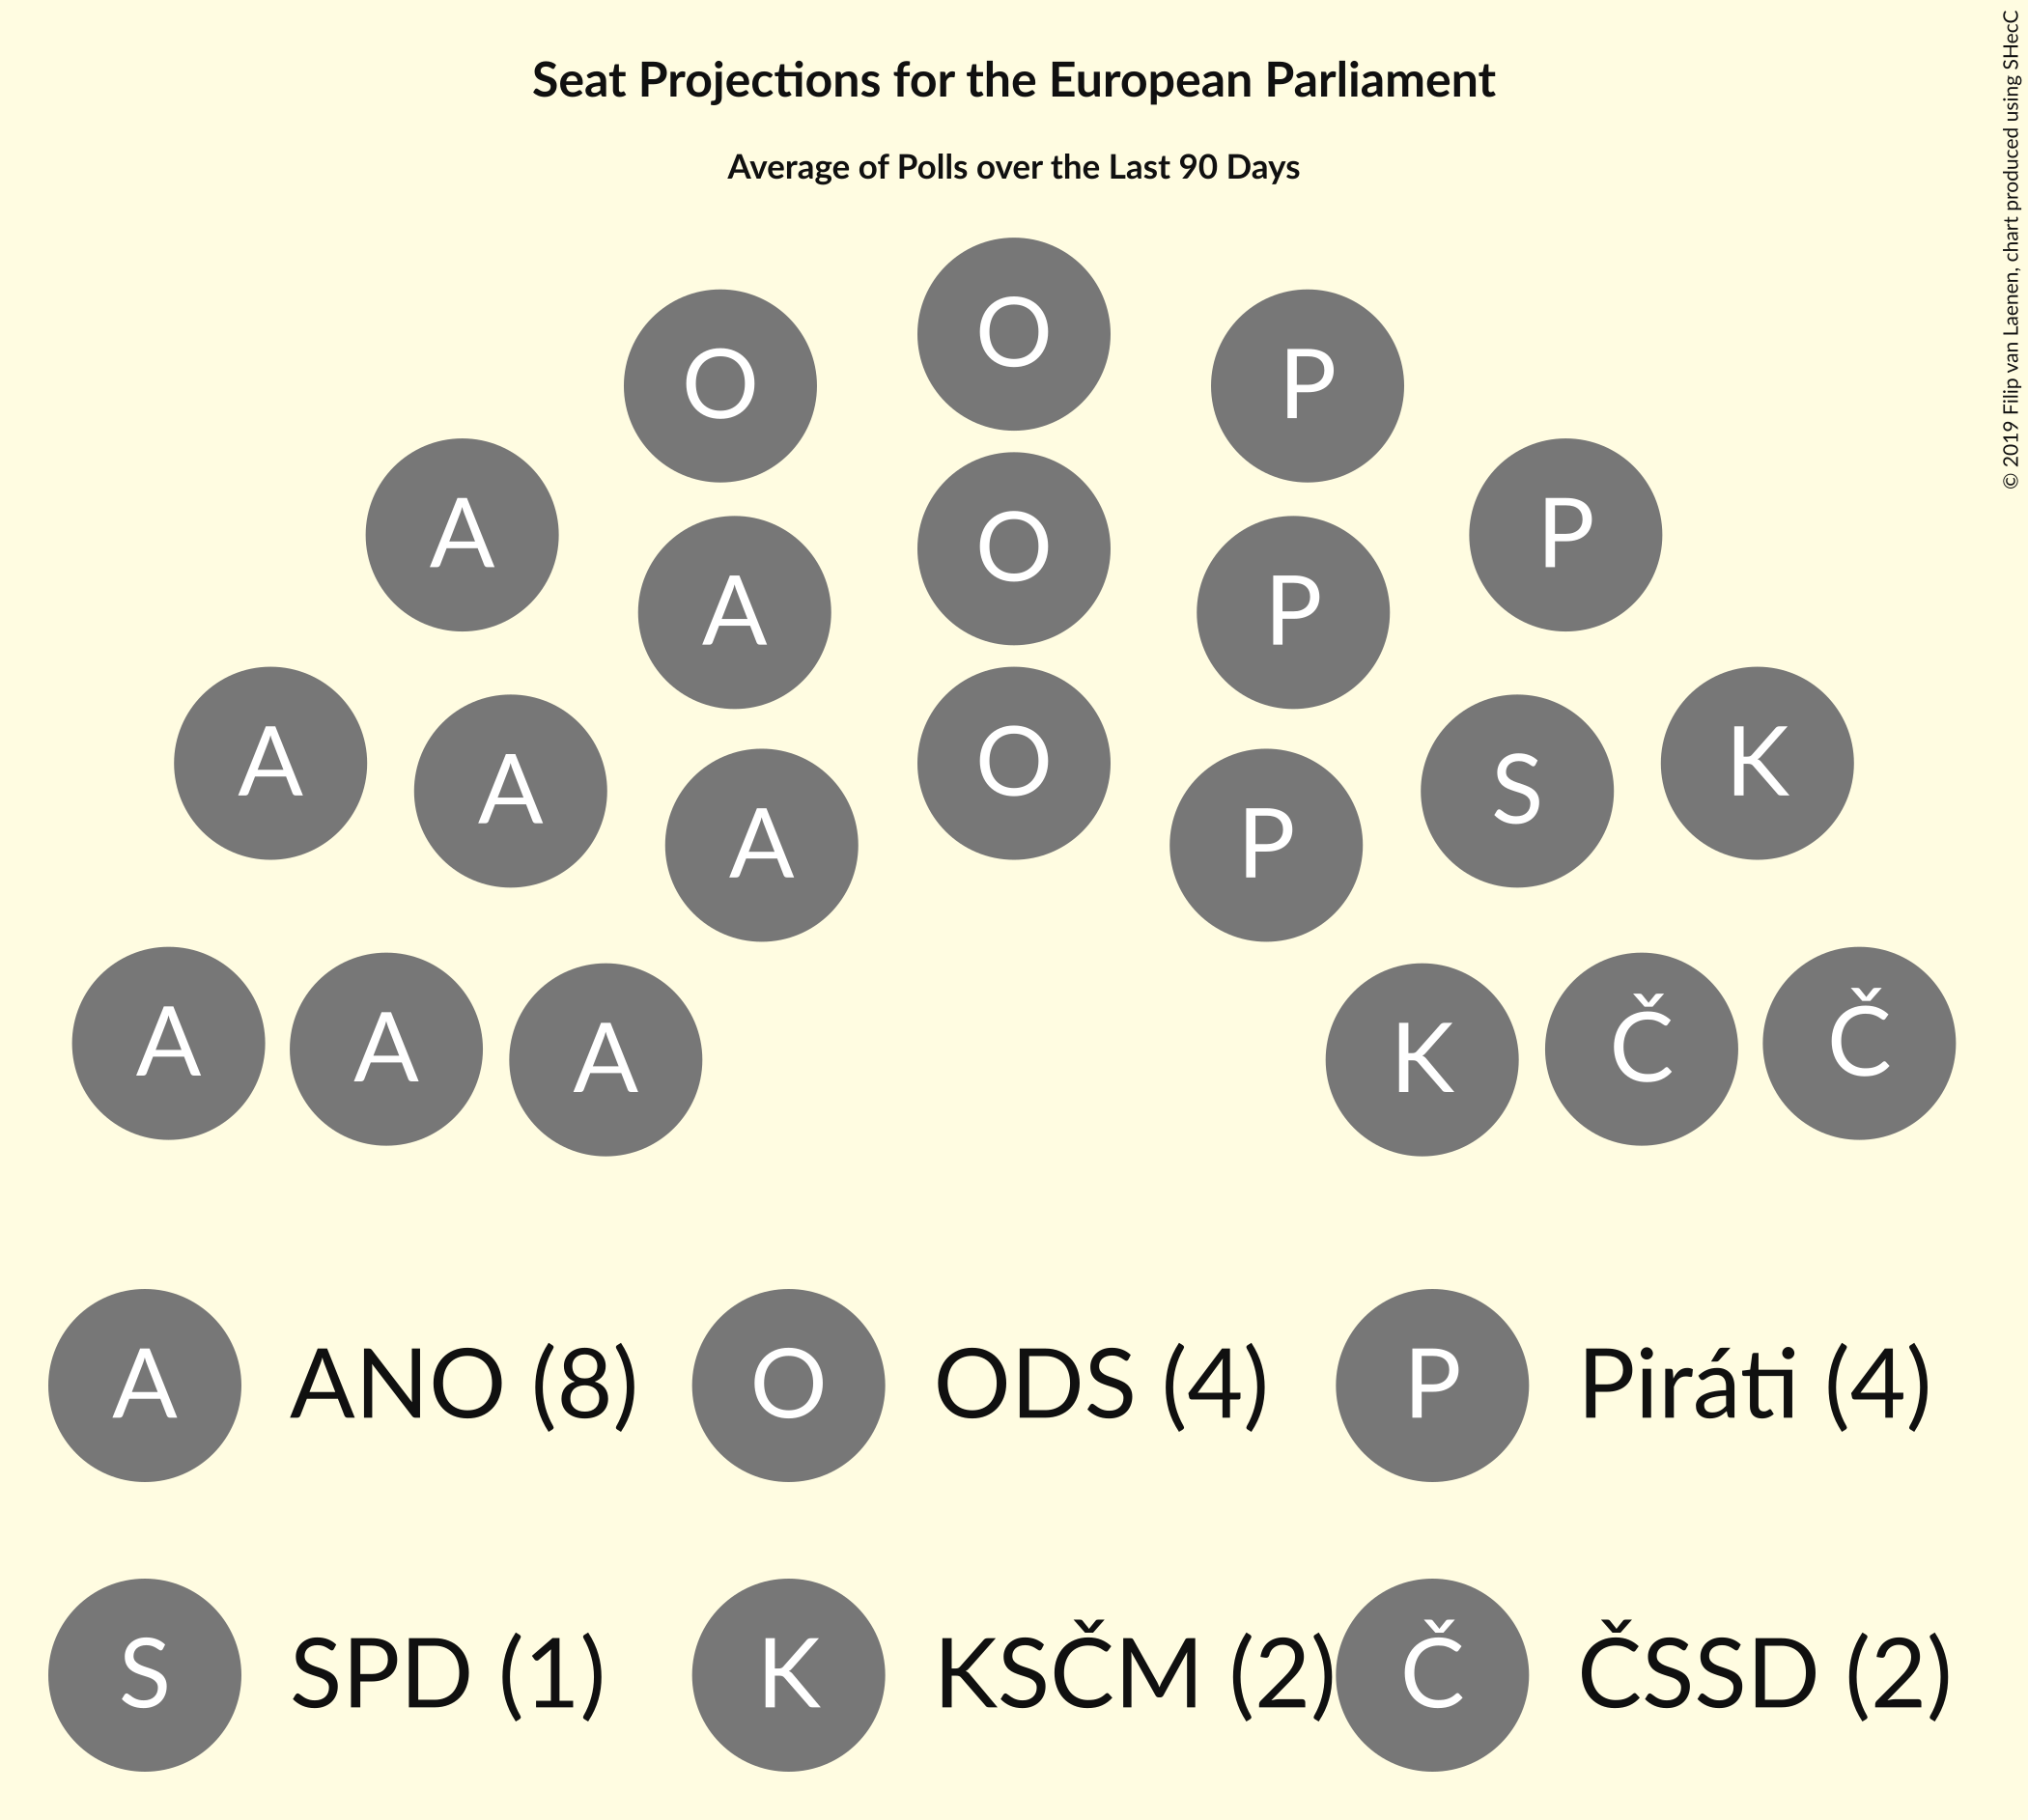 Seat Projections for the European Parliament
Average of Polls over the Last 90 Days
© 2019 Filip van Laenen, chart produced using SHecC
O
O
P
A
A
O
P
P
A
A
A
O
P
S
K
A
A
A
K
Č
Č
A ANO (8) O ODS (4) P Piráti (4)
S SPD (1) K KSČM (2) Č ČSSD (2)